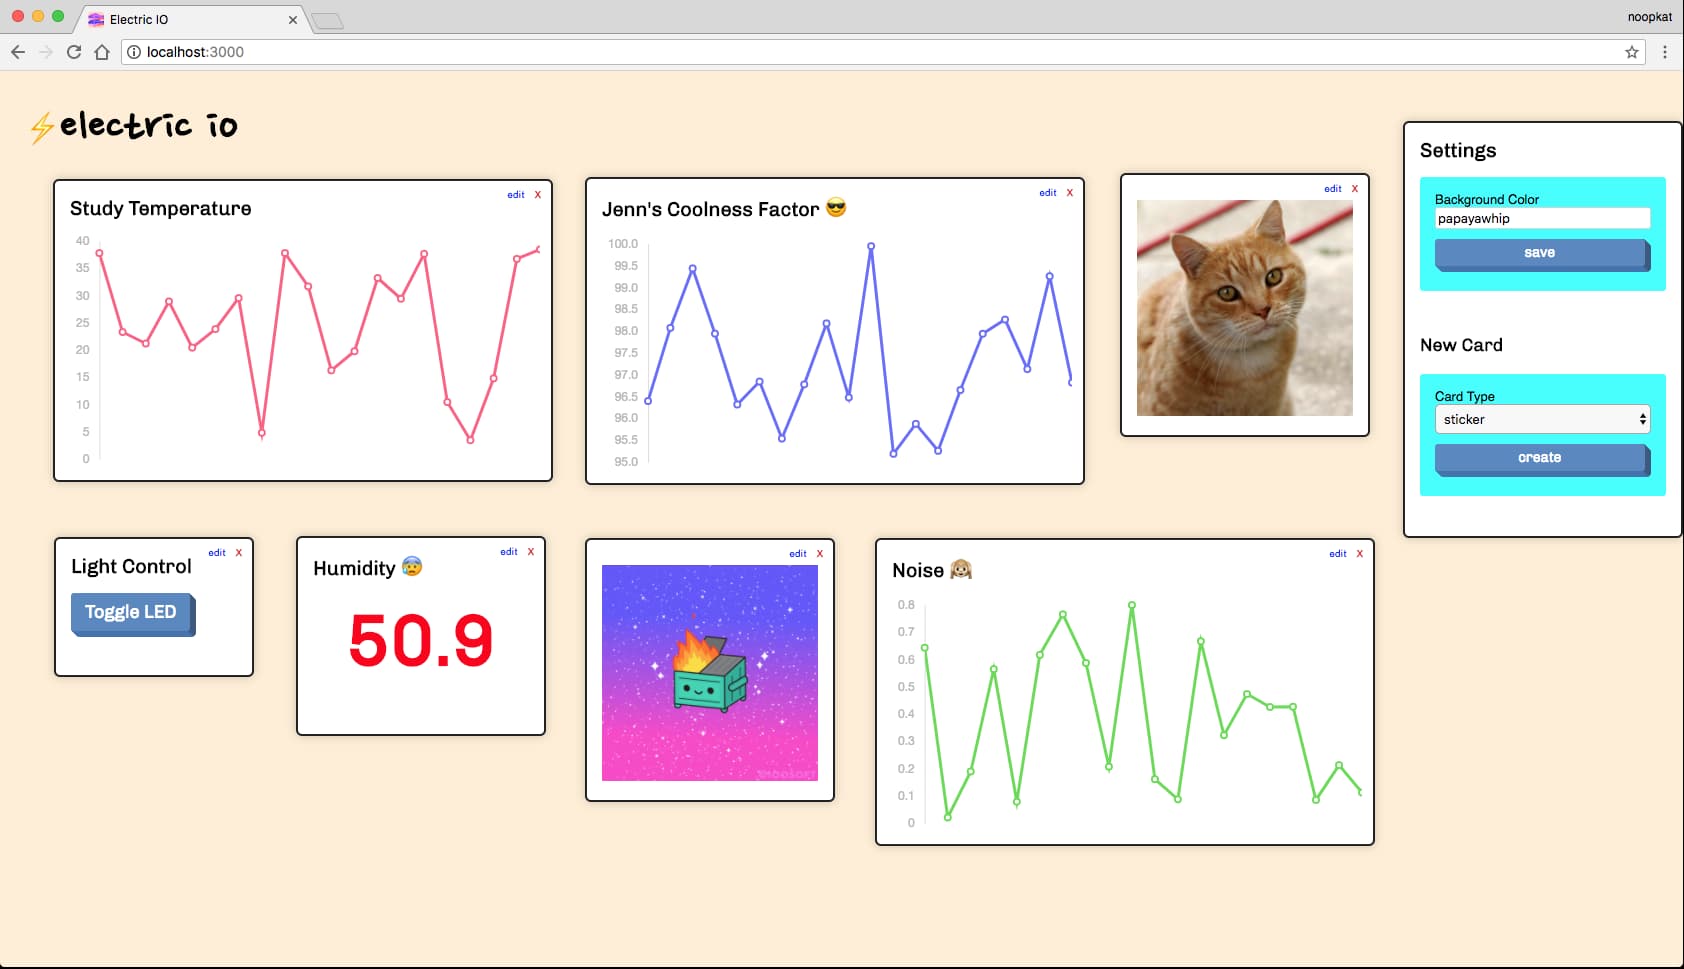 Electric IO
noopkat
localhost:3000
⚡electric io
edit X
Study Temperature
40
35
30
25
20
15
10
5
0
edit X
Jenn's Coolness Factor 😎
100.0
99.5
99.0
98.5
98.0
97.5
97.0
96.5
96.0
95.5
95.0
edit X
Settings
Background Color
papayawhip
save
New Card
Card Type
sticker
create
edit X
Light Control
Toggle LED
edit X
Humidity 😰
50.9
edit X
edit X
Noise 🙈
0.8
0.7
0.6
0.5
0.4
0.3
0.2
0.1
0